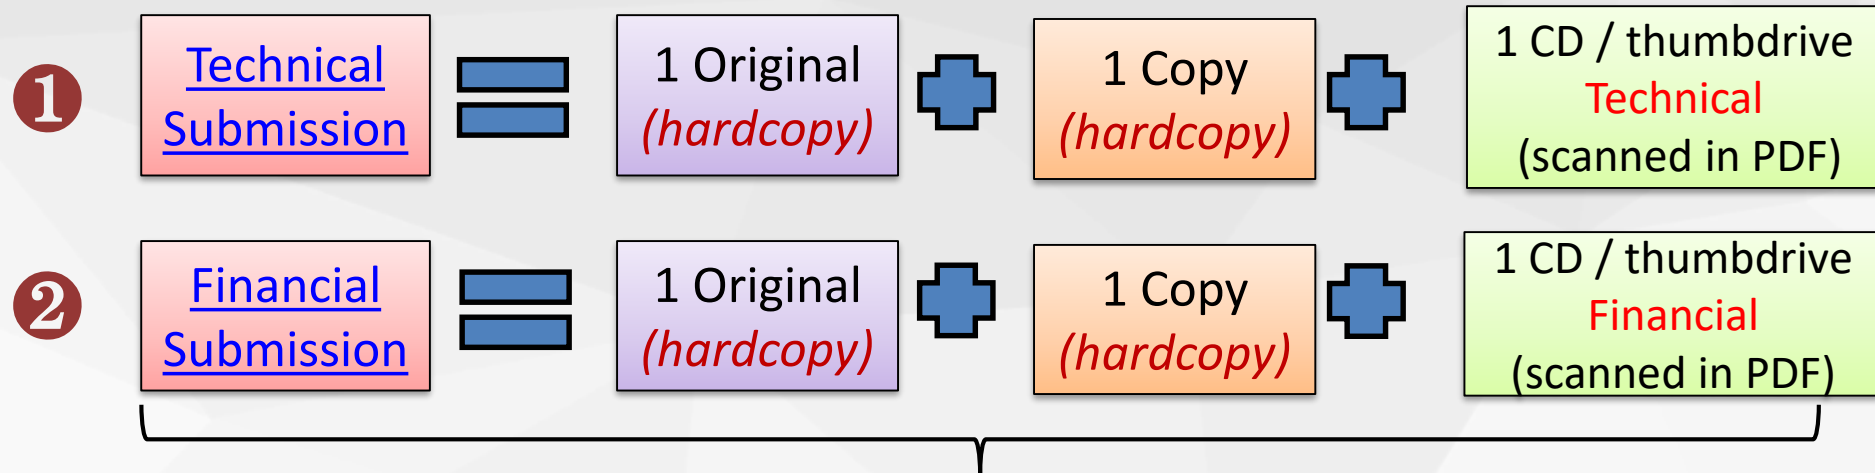 ❶
Technical
Submission
1 Original
(hardcopy)
1 Copy
(hardcopy)
1 CD / thumbdrive
Technical
(scanned in PDF)
❷
Financial
Submission
1 Original
(hardcopy)
1 Copy
(hardcopy)
1 CD / thumbdrive
Financial
(scanned in PDF)